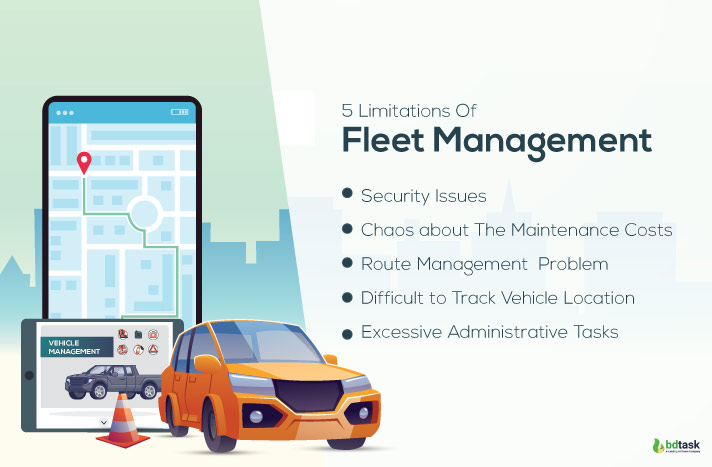 5 Limitations Of
Fleet Management
Security Issues
Chaos about The Maintenance Costs
Route Management Problem
Difficult to Track Vehicle Location
Excessive Administrative Tasks
VEHICLE
MANAGEMENT
bdtask